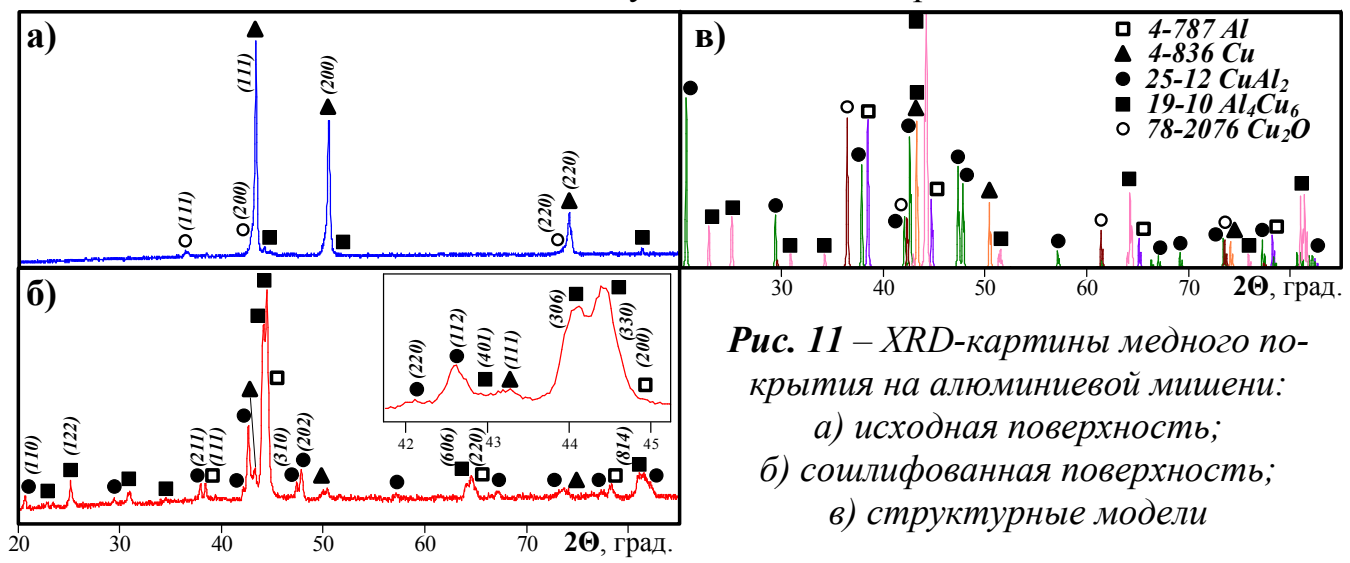 а)
(111)
(200)
(111)
(200)
(220)
(220)
б)
(110)
(122)
(211)
(111)
(310)
(202)
(606)
(220)
(814)
(220)
(112)
(401)
(111)
(306)
(330)
(200)
42 43 44 45
20 30 40 50 60 2Θ, град.
в)
4-787 Al
4-836 Cu
25-12 CuAl₂
19-10 Al₄Cu₆
78-2076 Cu₂O
30 40 50 60 70 2Θ, град.
Рис. 11 – XRD-картины медного по-
крытия на алюминиевой мишени:
а) исходная поверхность;
б) сошлифованная поверхность;
в) структурные модели